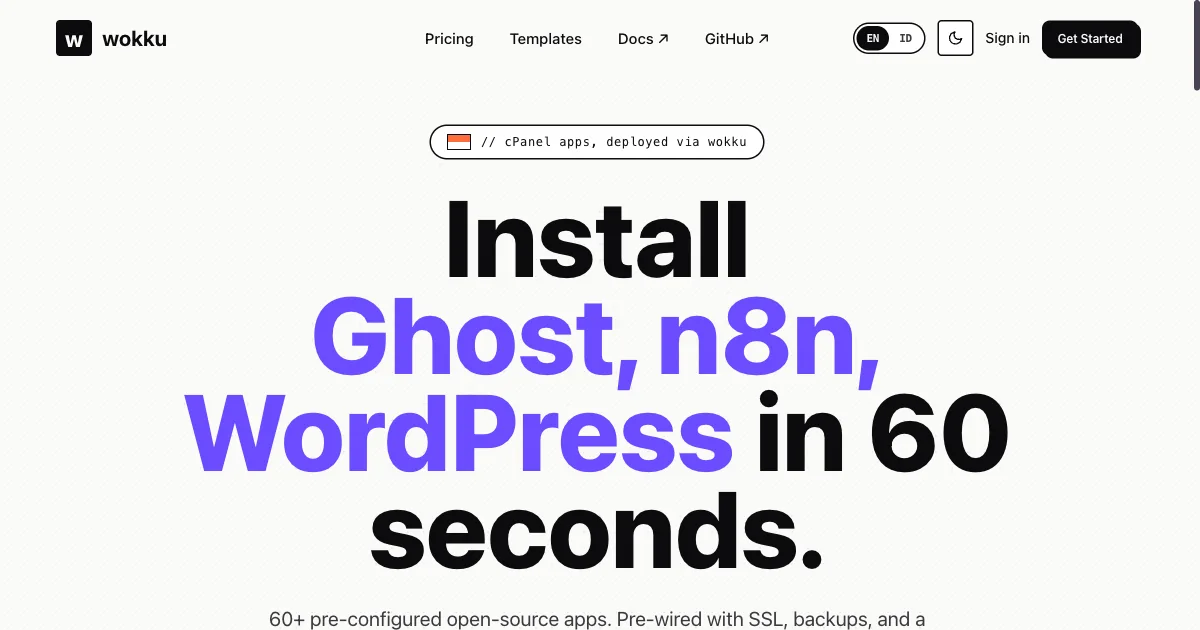 w wokku
Pricing Templates Docs ↗ GitHub ↗ EN ID Sign in Get Started
// cPanel apps, deployed via wokku
Install
Ghost, n8n,
WordPress in 60
seconds.
60+ pre-configured open-source apps. Pre-wired with SSL, backups, and a